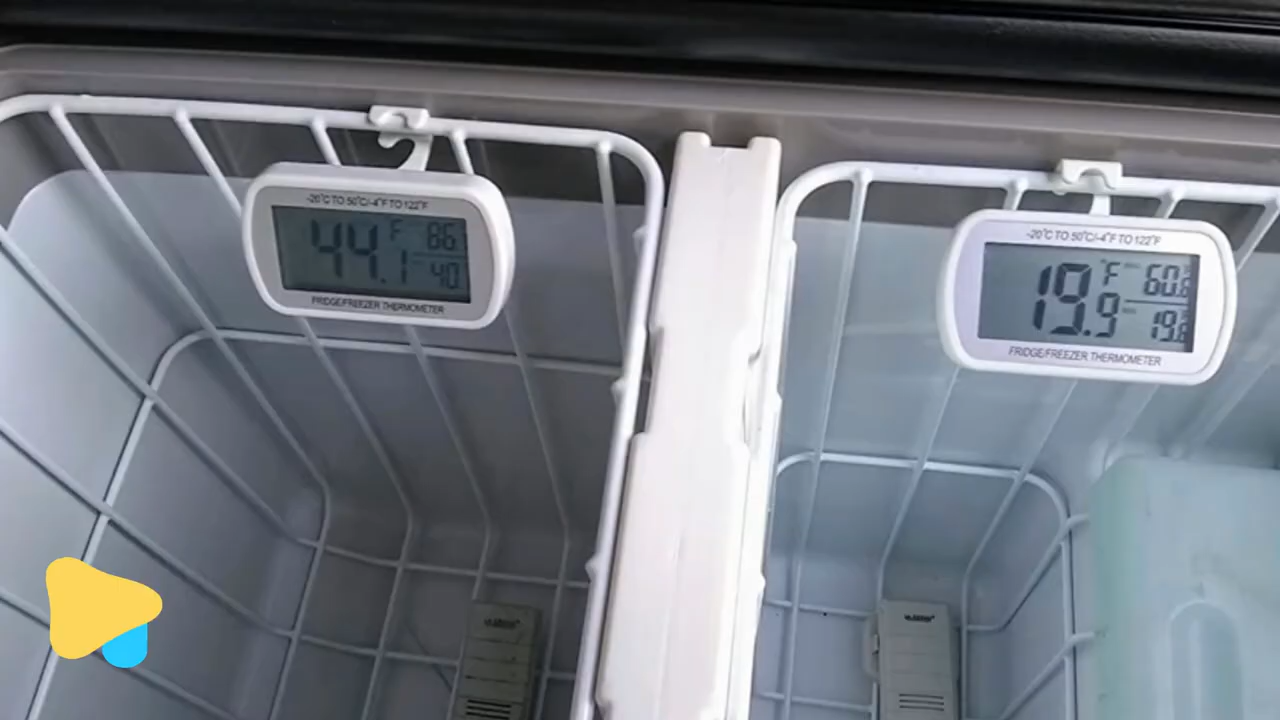 -20°C TO 50°C/-4°F TO 122°F
44.1 °F 86
40
FRIDGE/FREEZER THERMOMETER
-20°C TO 50°C/-4°F TO 122°F
19.9 °F 60.
19.
FRIDGE/FREEZER THERMOMETER